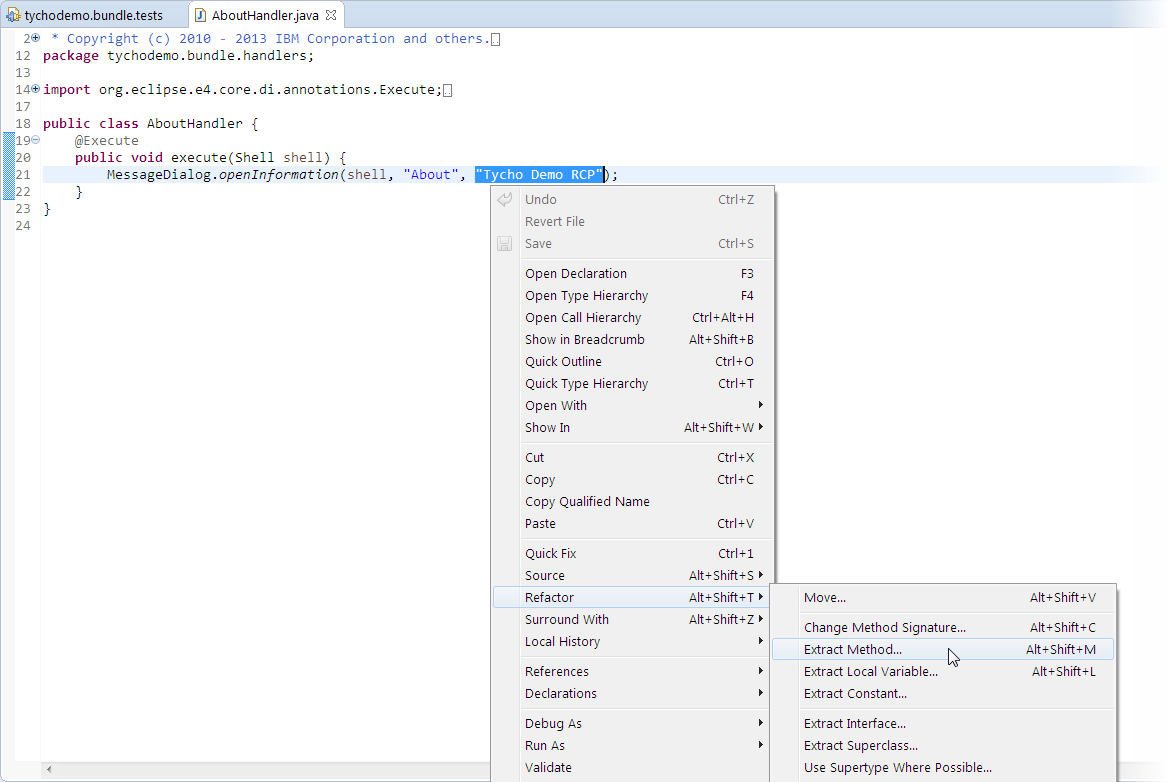 tychodemo.bundle.tests AboutHandler.java
2 * Copyright (c) 2010 - 2013 IBM Corporation and others.
12 package tychodemo.bundle.handlers;
13
14 import org.eclipse.e4.core.di.annotations.Execute;
17
18 public class AboutHandler {
19 @Execute
20 public void execute(Shell shell) {
21 MessageDialog.openInformation(shell, "About", "Tycho Demo RCP");
22 }
23 }
24
Undo Ctrl+Z
Revert File
Save Ctrl+S
Open Declaration F3
Open Type Hierarchy F4
Open Call Hierarchy Ctrl+Alt+H
Show in Breadcrumb Alt+Shift+B
Quick Outline Ctrl+O
Quick Type Hierarchy Ctrl+T
Open With
Show In Alt+Shift+W
Cut Ctrl+X
Copy Ctrl+C
Copy Qualified Name
Paste Ctrl+V
Quick Fix Ctrl+1
Source Alt+Shift+S
Refactor Alt+Shift+T
Surround With Alt+Shift+Z
Local History
References
Declarations
Debug As
Run As
Validate
Move... Alt+Shift+V
Change Method Signature... Alt+Shift+C
Extract Method... Alt+Shift+M
Extract Local Variable... Alt+Shift+L
Extract Constant...
Extract Interface...
Extract Superclass...
Use Supertype Where Possible...